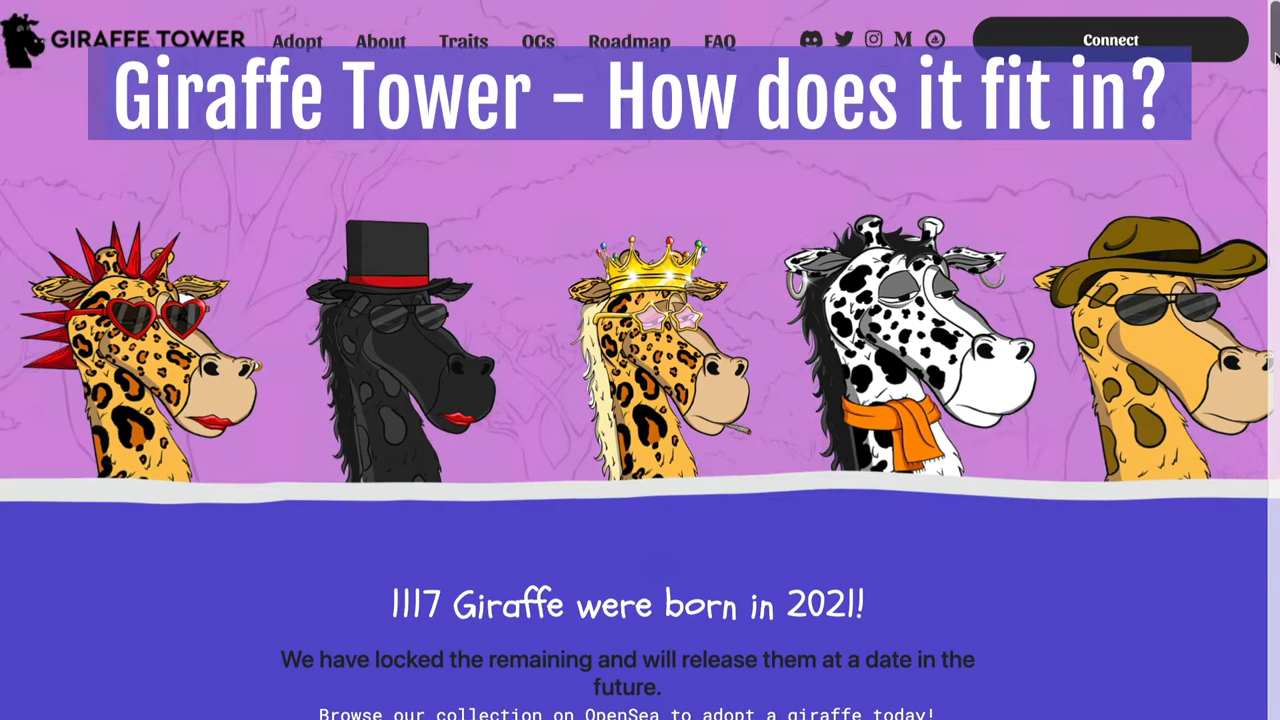 GIRAFFE TOWER
Adopt About Traits OGs Roadmap FAQ
Connect
Giraffe Tower – How does it fit in?
1117 Giraffe were born in 2021!
We have locked the remaining and will release them at a date in the
future.
Browse our collection on OpenSea to adopt a giraffe today!